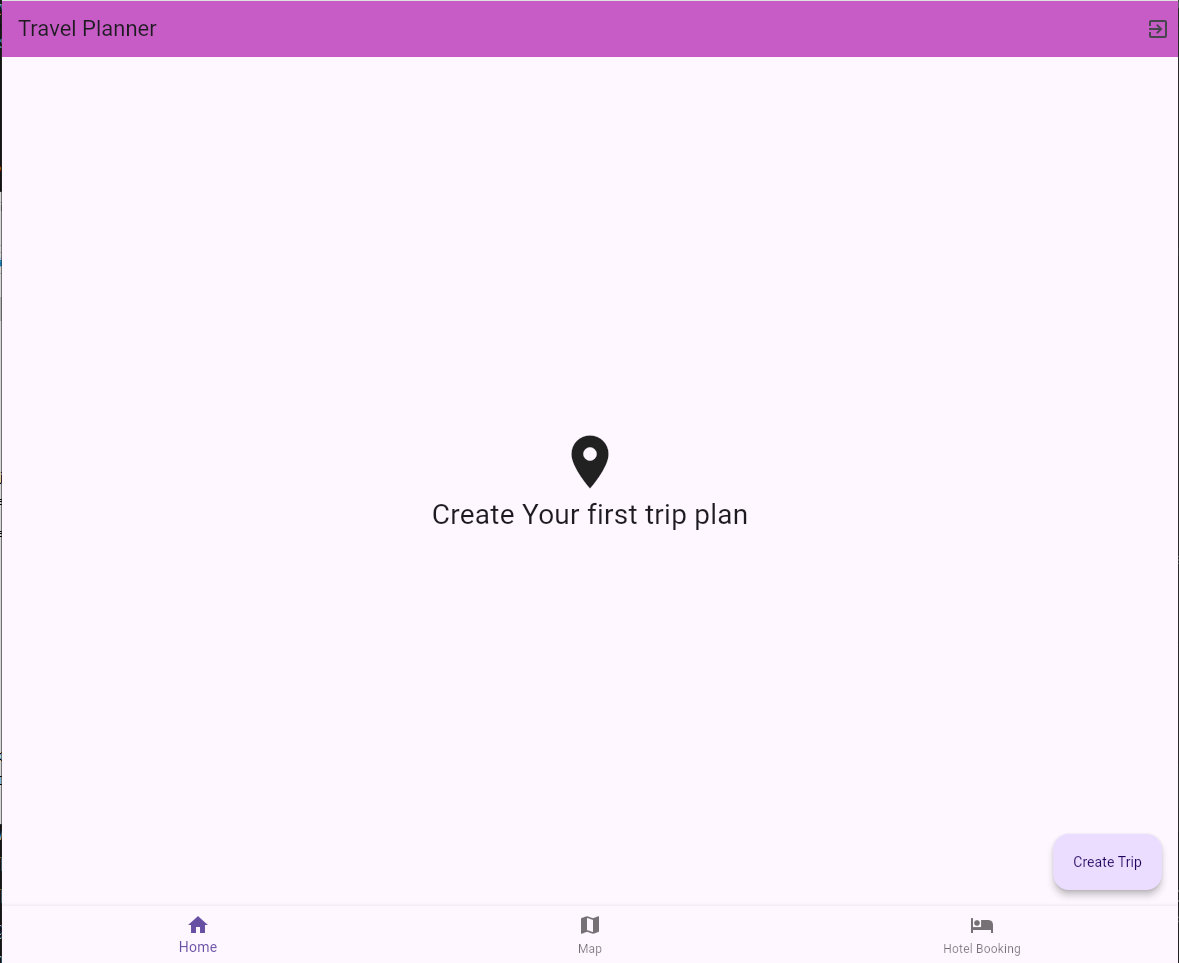 Travel Planner
Create Your first trip plan
Create Trip
Home
Map
Hotel Booking